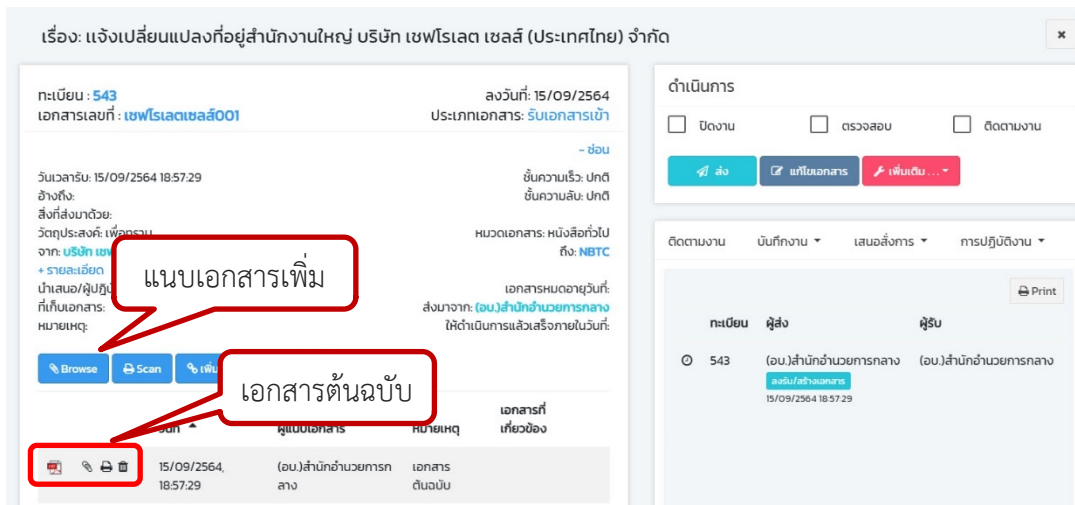 เรื่อง: แจ้งเปลี่ยนแปลงที่อยู่สำนักงานใหญ่ บริษัท เชฟโรเลต เซลส์ (ประเทศไทย) จำกัด
×
ทะเบียน : 543
ลงวันที่: 15/09/2564
เอกสารเลขที่ : เชฟโรเลตเซลส์001
ประเภทเอกสาร: รับเอกสารเข้า
- ซ่อน
วันเวลารับ: 15/09/2564 18:57:29
ชั้นความเร็ว: ปกติ
อ้างถึง:
ชั้นความลับ: ปกติ
สิ่งที่ส่งมาด้วย:
วัตถุประสงค์: เพื่อทราบ
หมวดเอกสาร: หนังสือทั่วไป
จาก: บริษัท
ถึง: NBTC
+ รายละเอียด
นำเสนอ/ผู้ปฏิบั
เอกสารหมดอายุวันที่:
ที่เก็บเอกสาร:
ส่งมาจาก: (อบ.)สำนักอำนวยการกลาง
หมายเหตุ:
ให้ดำเนินการแล้วเสร็จภายในวันที่:
แนบเอกสารเพิ่ม
Browse
Scan
เพิ่ม
เอกสารต้นฉบับ
วันที่
ผู้แนบเอกสาร
หมายเหตุ
เอกสารที่
เกี่ยวข้อง
15/09/2564,
18:57:29
(อบ.)สำนักอำนวยการก
ลาง
เอกสาร
ต้นฉบับ
ดำเนินการ
ปิดงาน
ตรวจสอบ
ติดตามงาน
ส่ง
แก้ไขเอกสาร
เพิ่มเติม ...
ติดตามงาน
บันทึกงาน
เสนอสั่งการ
การปฏิบัติงาน
Print
ทะเบียน
ผู้ส่ง
ผู้รับ
543
(อบ.)สำนักอำนวยการกลาง
(อบ.)สำนักอำนวยการกลาง
ลงรับ/สร้างเอกสาร
15/09/2564 18:57:29